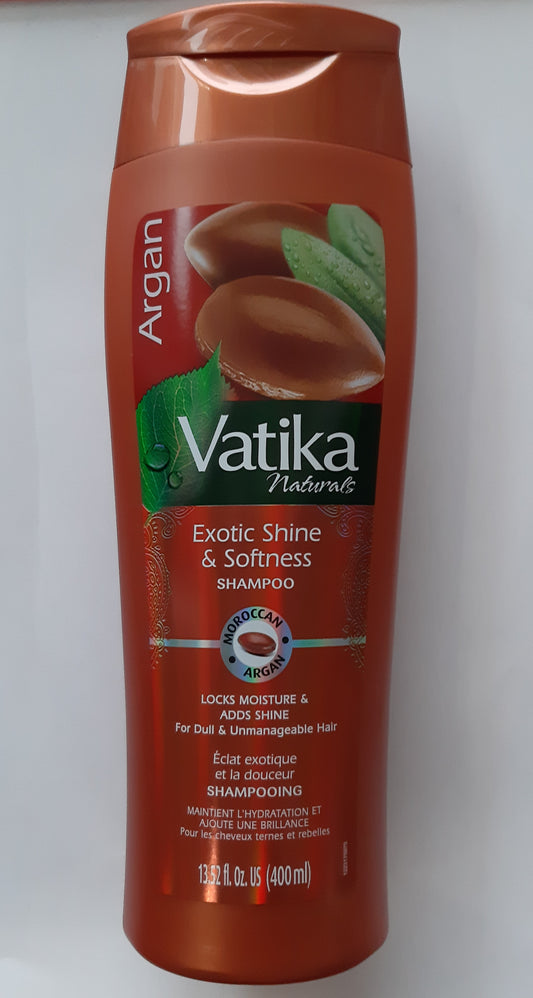 Argan
Vatika
Naturals
Exotic Shine
& Softness
SHAMPOO
MOROCCAN
ARGAN
LOCKS MOISTURE &
ADDS SHINE
For Dull & Unmanageable Hair
Éclat exotique
et la douceur
SHAMPOOING
MAINTIENT L'HYDRATATION ET
AJOUTE UNE BRILLANCE
Pour les cheveux ternes et rebelles
13.52 fl. Oz. US (400 ml)